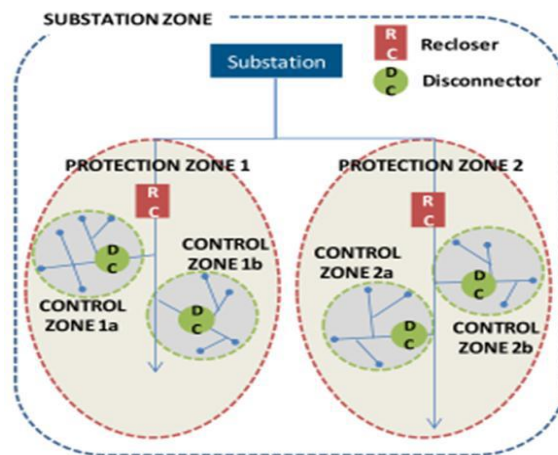 SUBSTATION ZONE
R
C
Recloser
Substation
D
C
Disconnector
PROTECTION ZONE 1
PROTECTION ZONE 2
R
C
R
C
D
C
CONTROL
ZONE 1b
CONTROL
ZONE 2a
D
C
CONTROL
ZONE 1a
D
C
D
C
CONTROL
ZONE 2b